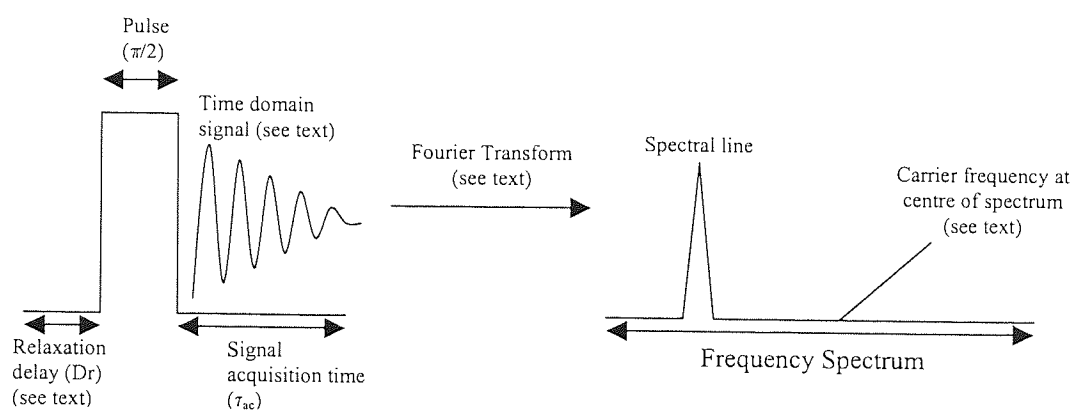 Pulse
(π/2)
Time domain
signal (see text)
Fourier Transform
(see text)
Spectral line
Carrier frequency at
centre of spectrum
(see text)
Relaxation
delay (Dr)
(see text)
Signal
acquisition time
(τac)
Frequency Spectrum